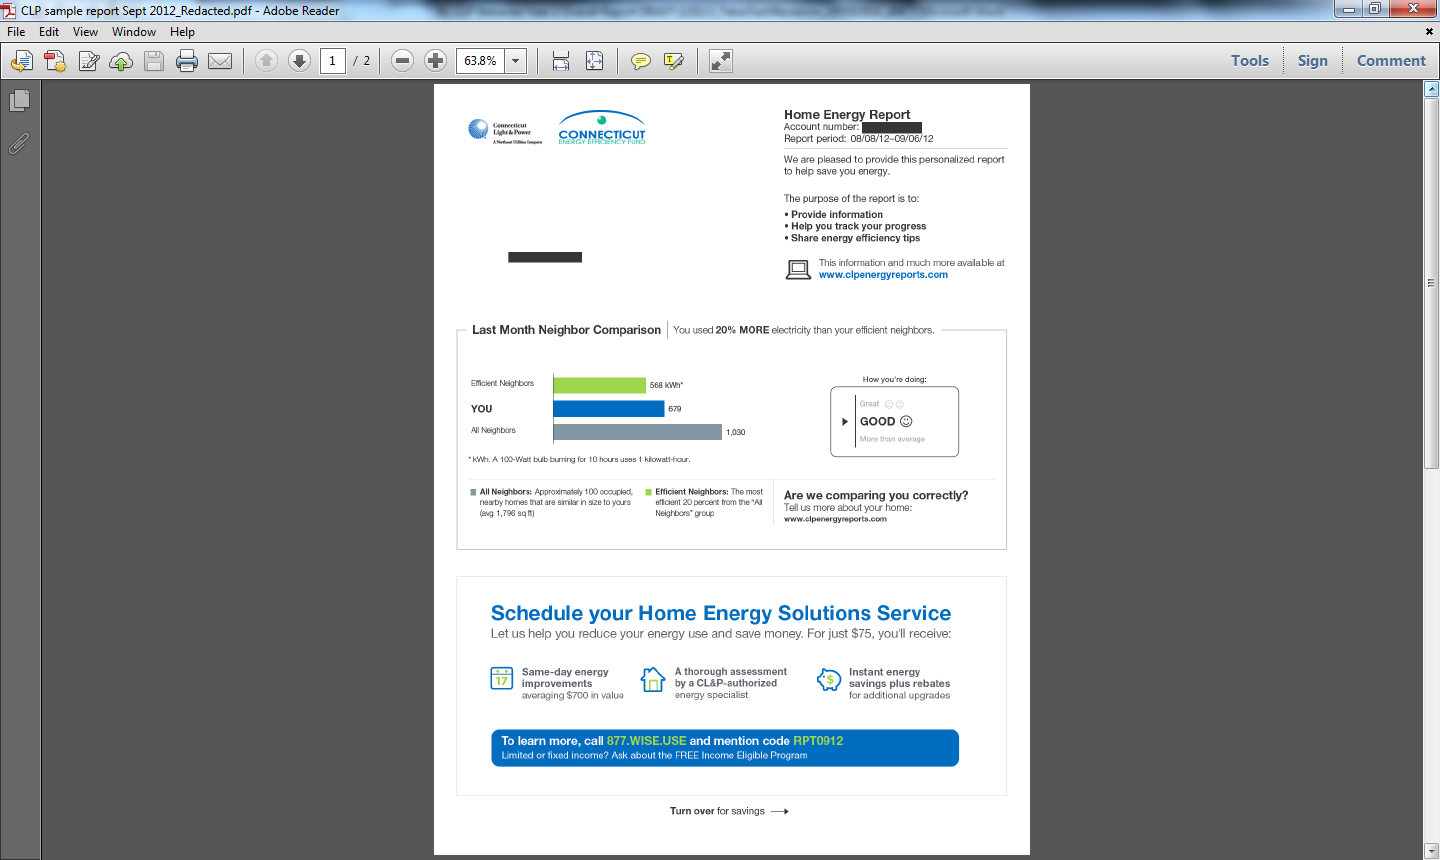 CLP sample report Sept 2012_Redacted.pdf - Adobe Reader
File Edit View Window Help
1 / 2 63.8% Tools Sign Comment
Connecticut
Light & Power
A Northeast Utilities Company
CONNECTICUT
ENERGY EFFICIENCY FUND
Home Energy Report
Account number:
Report period: 08/08/12–09/06/12
We are pleased to provide this personalized report
to help save you energy.
The purpose of the report is to:
• Provide information
• Help you track your progress
• Share energy efficiency tips
This information and much more available at
www.clpenergyreports.com
Last Month Neighbor Comparison You used 20% MORE electricity than your efficient neighbors.
Efficient Neighbors 568 kWh*
YOU 679
All Neighbors 1,030
* kWh: A 100-Watt bulb burning for 10 hours uses 1 kilowatt-hour.
How you're doing:
Great
GOOD
More than average
All Neighbors: Approximately 100 occupied,
nearby homes that are similar in size to yours
(avg 1,796 sq ft)
Efficient Neighbors: The most
efficient 20 percent from the "All
Neighbors" group
Are we comparing you correctly?
Tell us more about your home:
www.clpenergyreports.com
Schedule your Home Energy Solutions Service
Let us help you reduce your energy use and save money. For just $75, you'll receive:
17
Same-day energy
improvements
averaging $700 in value
A thorough assessment
by a CL&P-authorized
energy specialist
$
Instant energy
savings plus rebates
for additional upgrades
To learn more, call 877.WISE.USE and mention code RPT0912
Limited or fixed income? Ask about the FREE Income Eligible Program
Turn over for savings